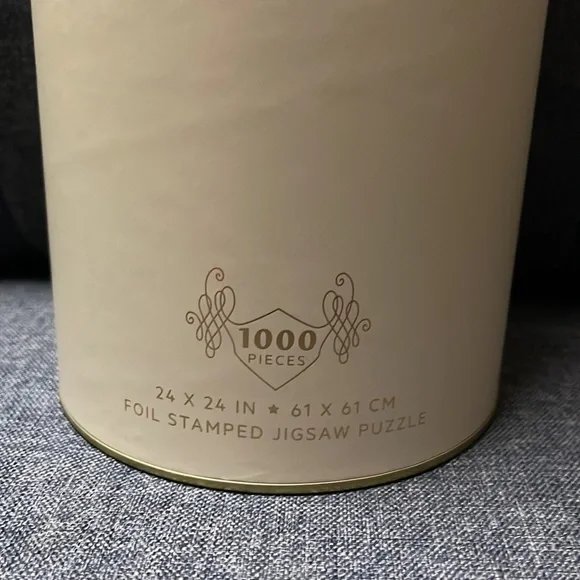 1000
PIECES
24 X 24 IN ★ 61 X 61 CM
FOIL STAMPED JIGSAW PUZZLE